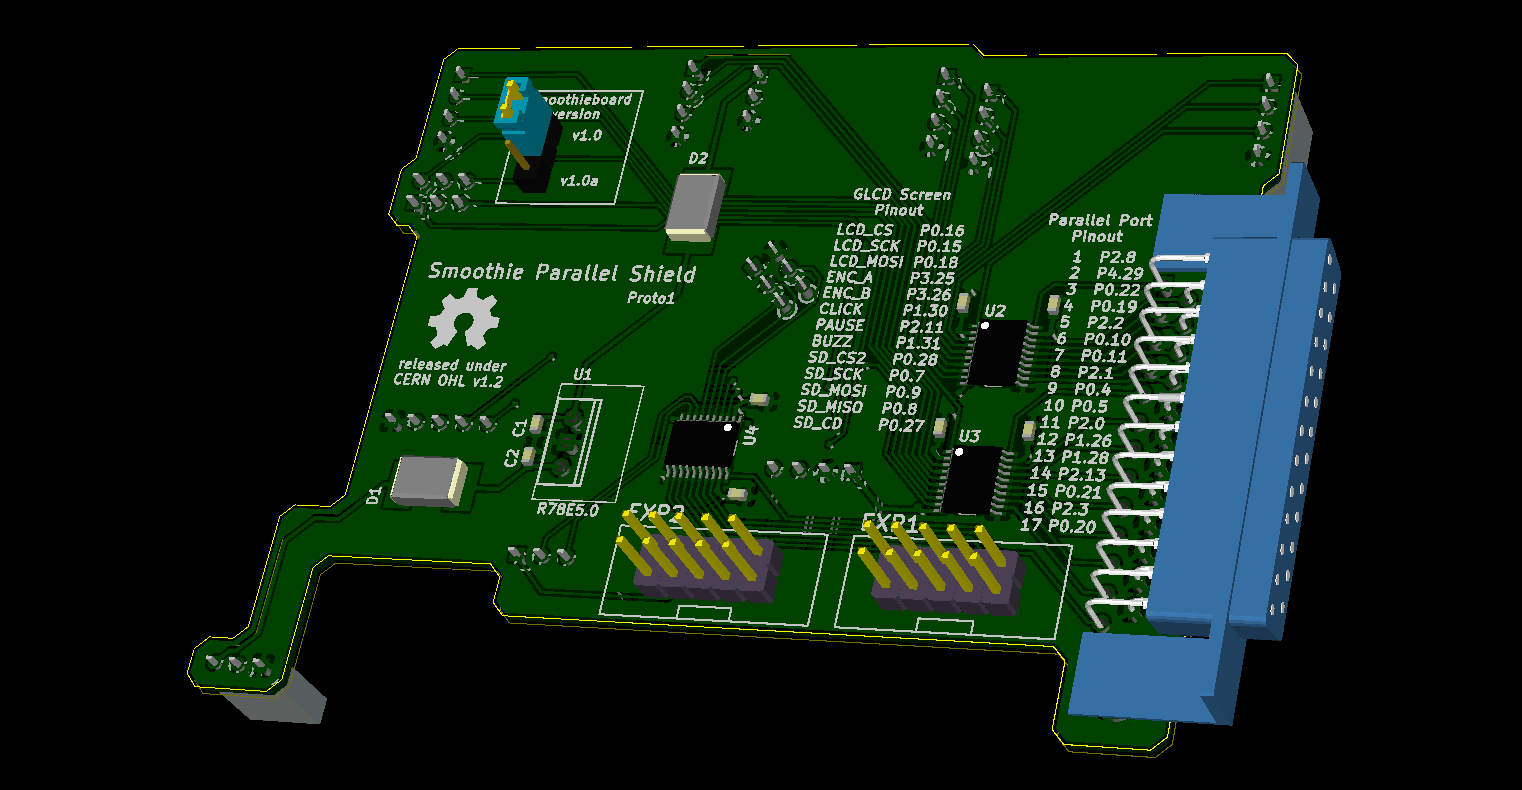 moothieboard
version
v1.0
v1.0a
D2
GLCD Screen
Pinout
LCD_CS P0.16
LCD_SCK P0.15
LCD_MOSI P0.18
ENC_A P3.25
ENC_B P3.26
CLICK P1.30
PAUSE P2.11
BUZZ P1.31
SD_CS2 P0.28
SD_SCK P0.7
SD_MOSI P0.9
SD_MISO P0.8
SD_CD P0.27
Parallel Port
Pinout
1 P2.8
2 P4.29
3 P0.22
4 P0.19
5 P2.2
6 P0.10
7 P0.11
8 P2.1
9 P0.4
10 P0.5
11 P2.0
12 P1.26
13 P1.28
14 P2.13
15 P0.21
16 P2.3
17 P0.20
Smoothie Parallel Shield
Proto1
released under
CERN OHL v1.2
U1
U2
U3
U4
C1
C2
D1
R78E5.0
EXP2
EXP1